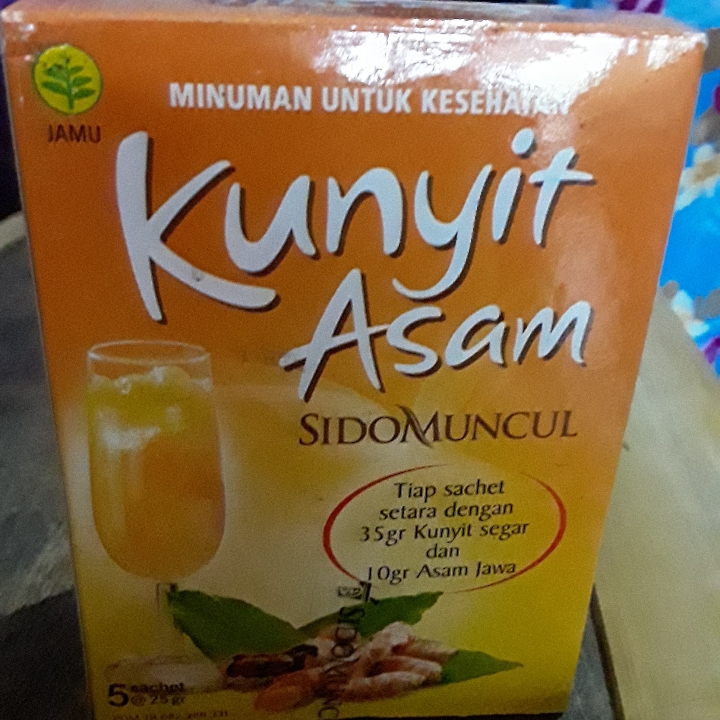 JAMU
MINUMAN UNTUK KESEHATAN
Kunyit
Asam
SIDOMUNCUL
Tiap sachet
setara dengan
35gr Kunyit segar
dan
10gr Asam Jawa
5 sachet
@ 25 gr